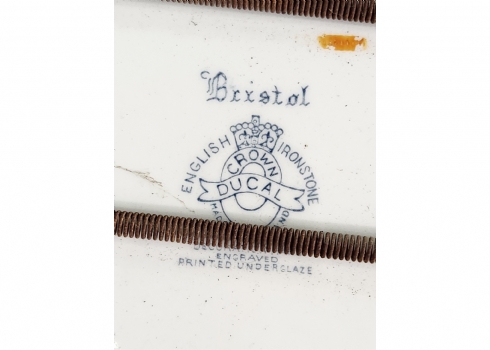 Bristol
ENGLISH IRONSTONE
CROWN
DUCAL
ENGRAVED
PRINTED UNDERGLAZE